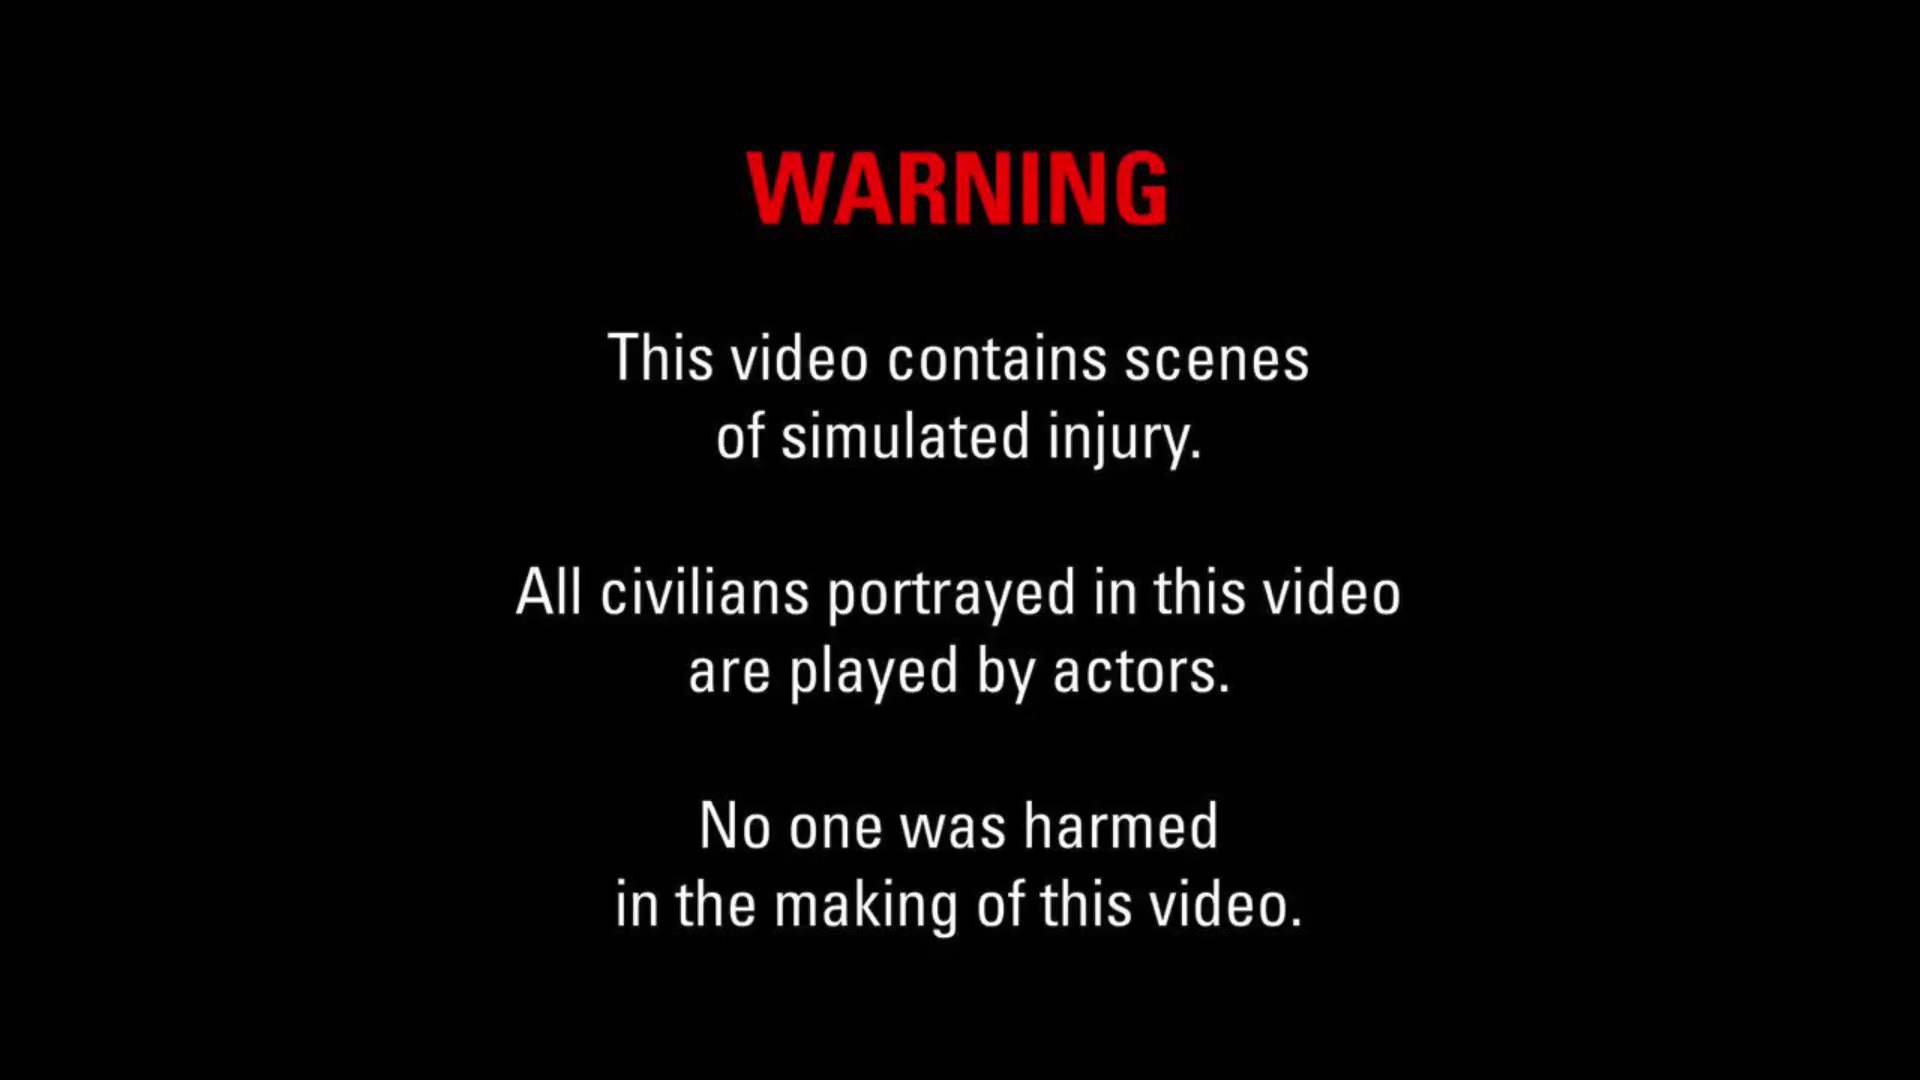 WARNING
This video contains scenes
of simulated injury.
All civilians portrayed in this video
are played by actors.
No one was harmed
in the making of this video.